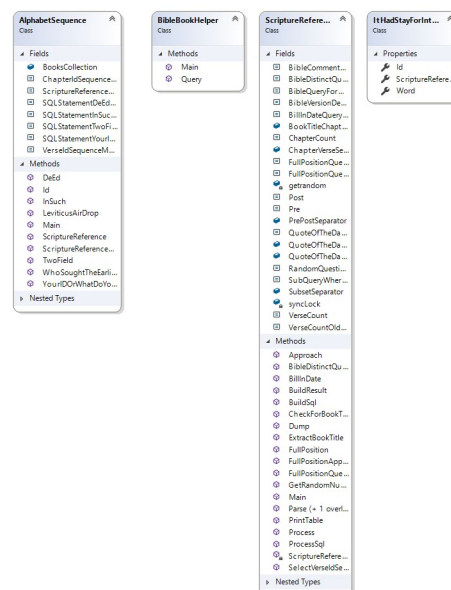 AlphabetSequence
Class
Fields
BooksCollection
ChapterIdSequence...
ScriptureReference...
SQLStatementDeEd...
SQLStatementInSuc...
SQLStatementTwoFi...
SQLStatementYourI...
VerseIdSequenceM...
Methods
DeEd
Id
InSuch
LeviticusAirDrop
Main
ScriptureReference
ScriptureReference...
TwoField
WhoSoughtTheEarli...
YourIDOrWhatDoYo...
Nested Types
BibleBookHelper
Class
Methods
Main
Query
ScriptureRefere...
Class
Fields
BibleComment...
BibleDistinctQu...
BibleQueryFor...
BibleVersionDe...
BillInDateQuery...
BookTitleChapt...
ChapterCount
ChapterVerseSe...
FullPositionQue...
FullPositionQue...
getrandom
Post
Pre
PrePostSeparator
QuoteOfTheDa...
QuoteOfTheDa...
QuoteOfTheDa...
RandomQuesti...
SubQueryWher...
SubsetSeparator
syncLock
VerseCount
VerseCountOld...
Methods
Approach
BibleDistinctQu...
BillInDate
BuildResult
BuildSql
CheckForBookT...
Dump
ExtractBookTitle
FullPosition
FullPositionApp...
FullPositionQue...
GetRandomNu...
Main
Parse (+ 1 overl...
PrintTable
Process
ProcessSql
ScriptureRefere...
SelectVerseIdSe...
Nested Types
ItHadStayForInt...
Class
Properties
Id
ScriptureRefere
Word